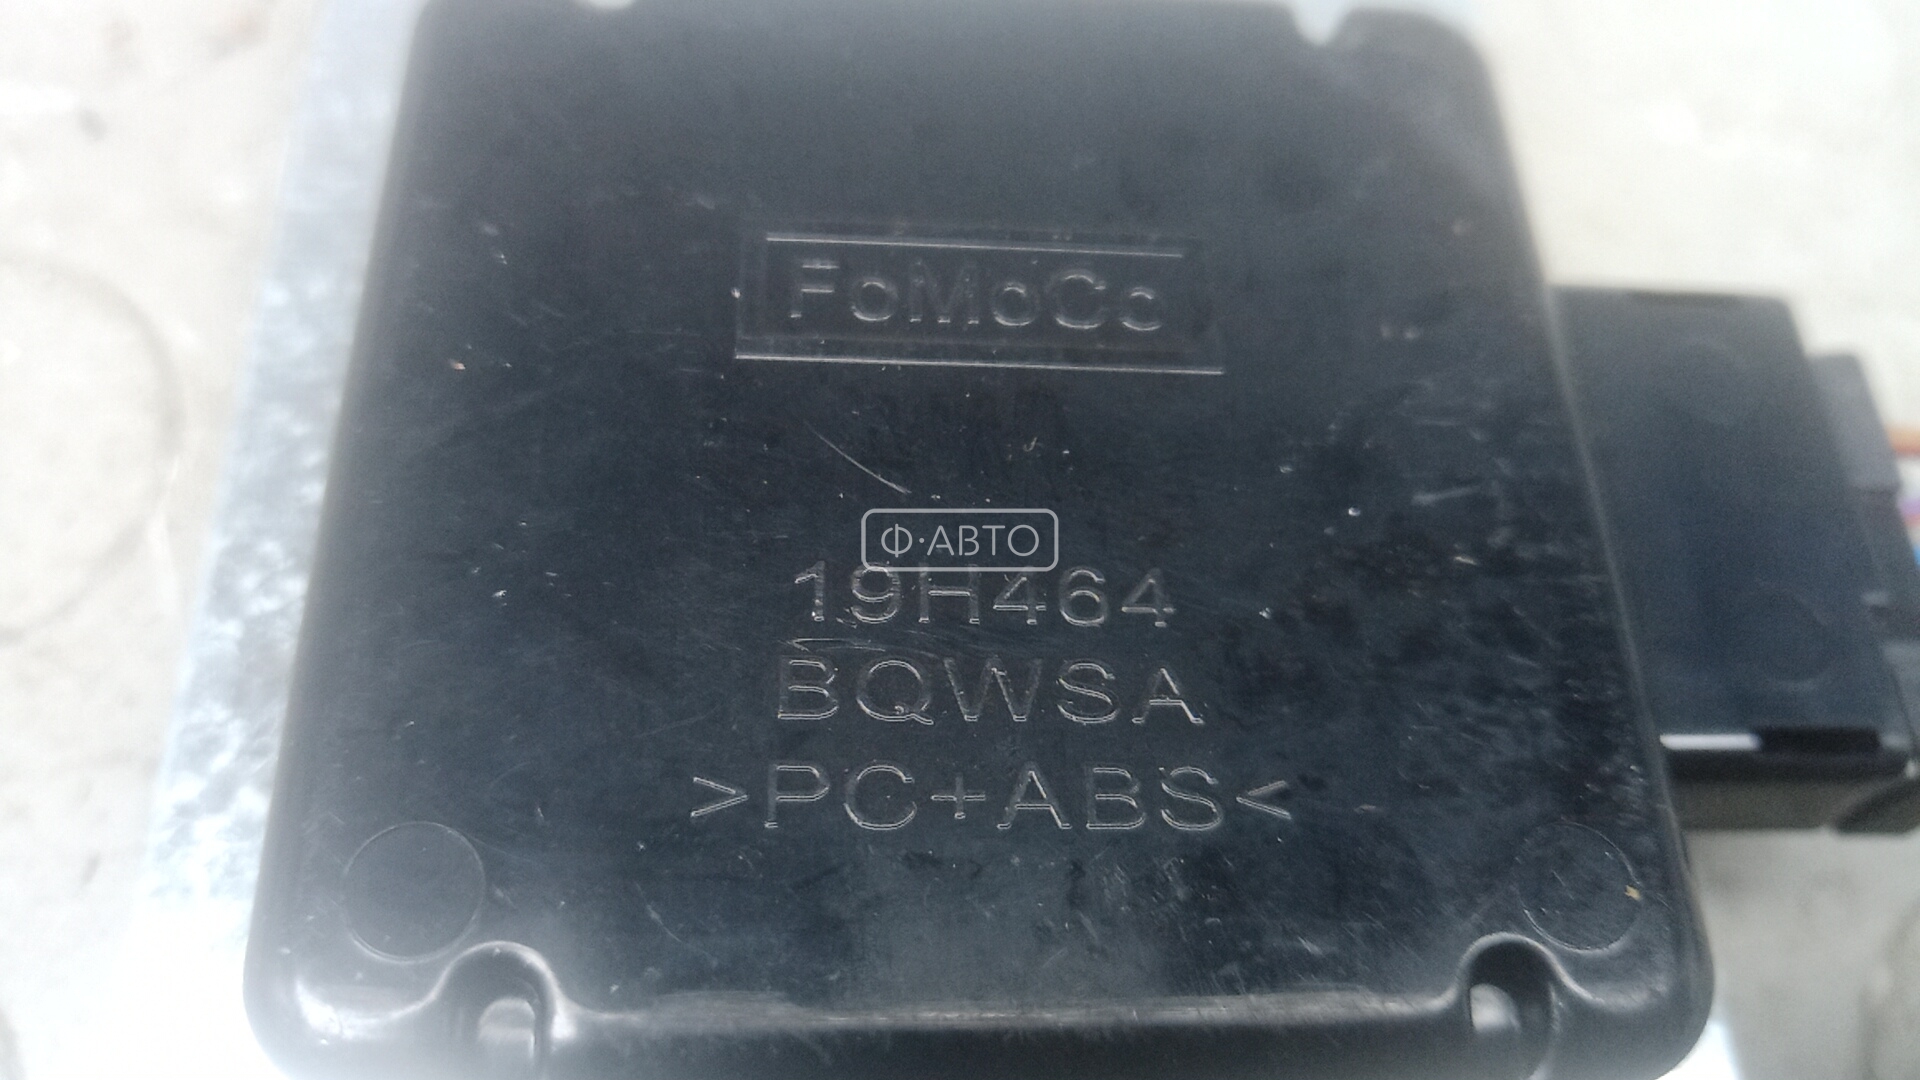 FoMoCo
Ф·АВТО
19H464
BQWSA
>PC+ABS<